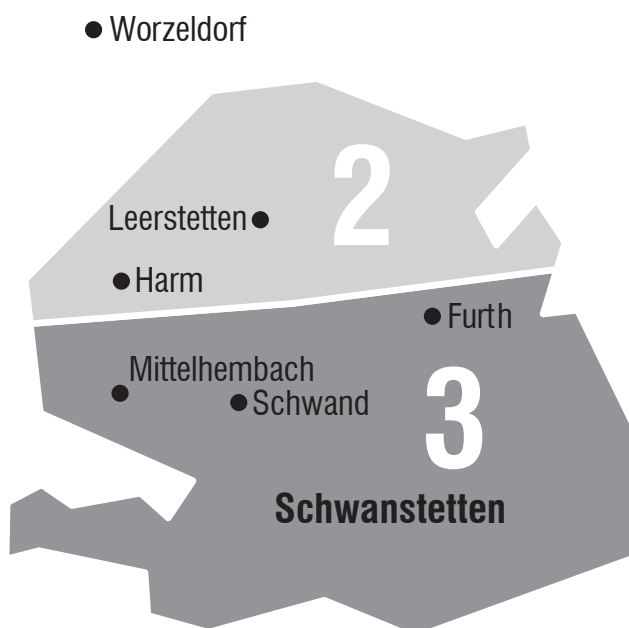 Worzeldorf
2
Leerstetten
Harm
Furth
Mittelhembach
Schwand
3
Schwanstetten